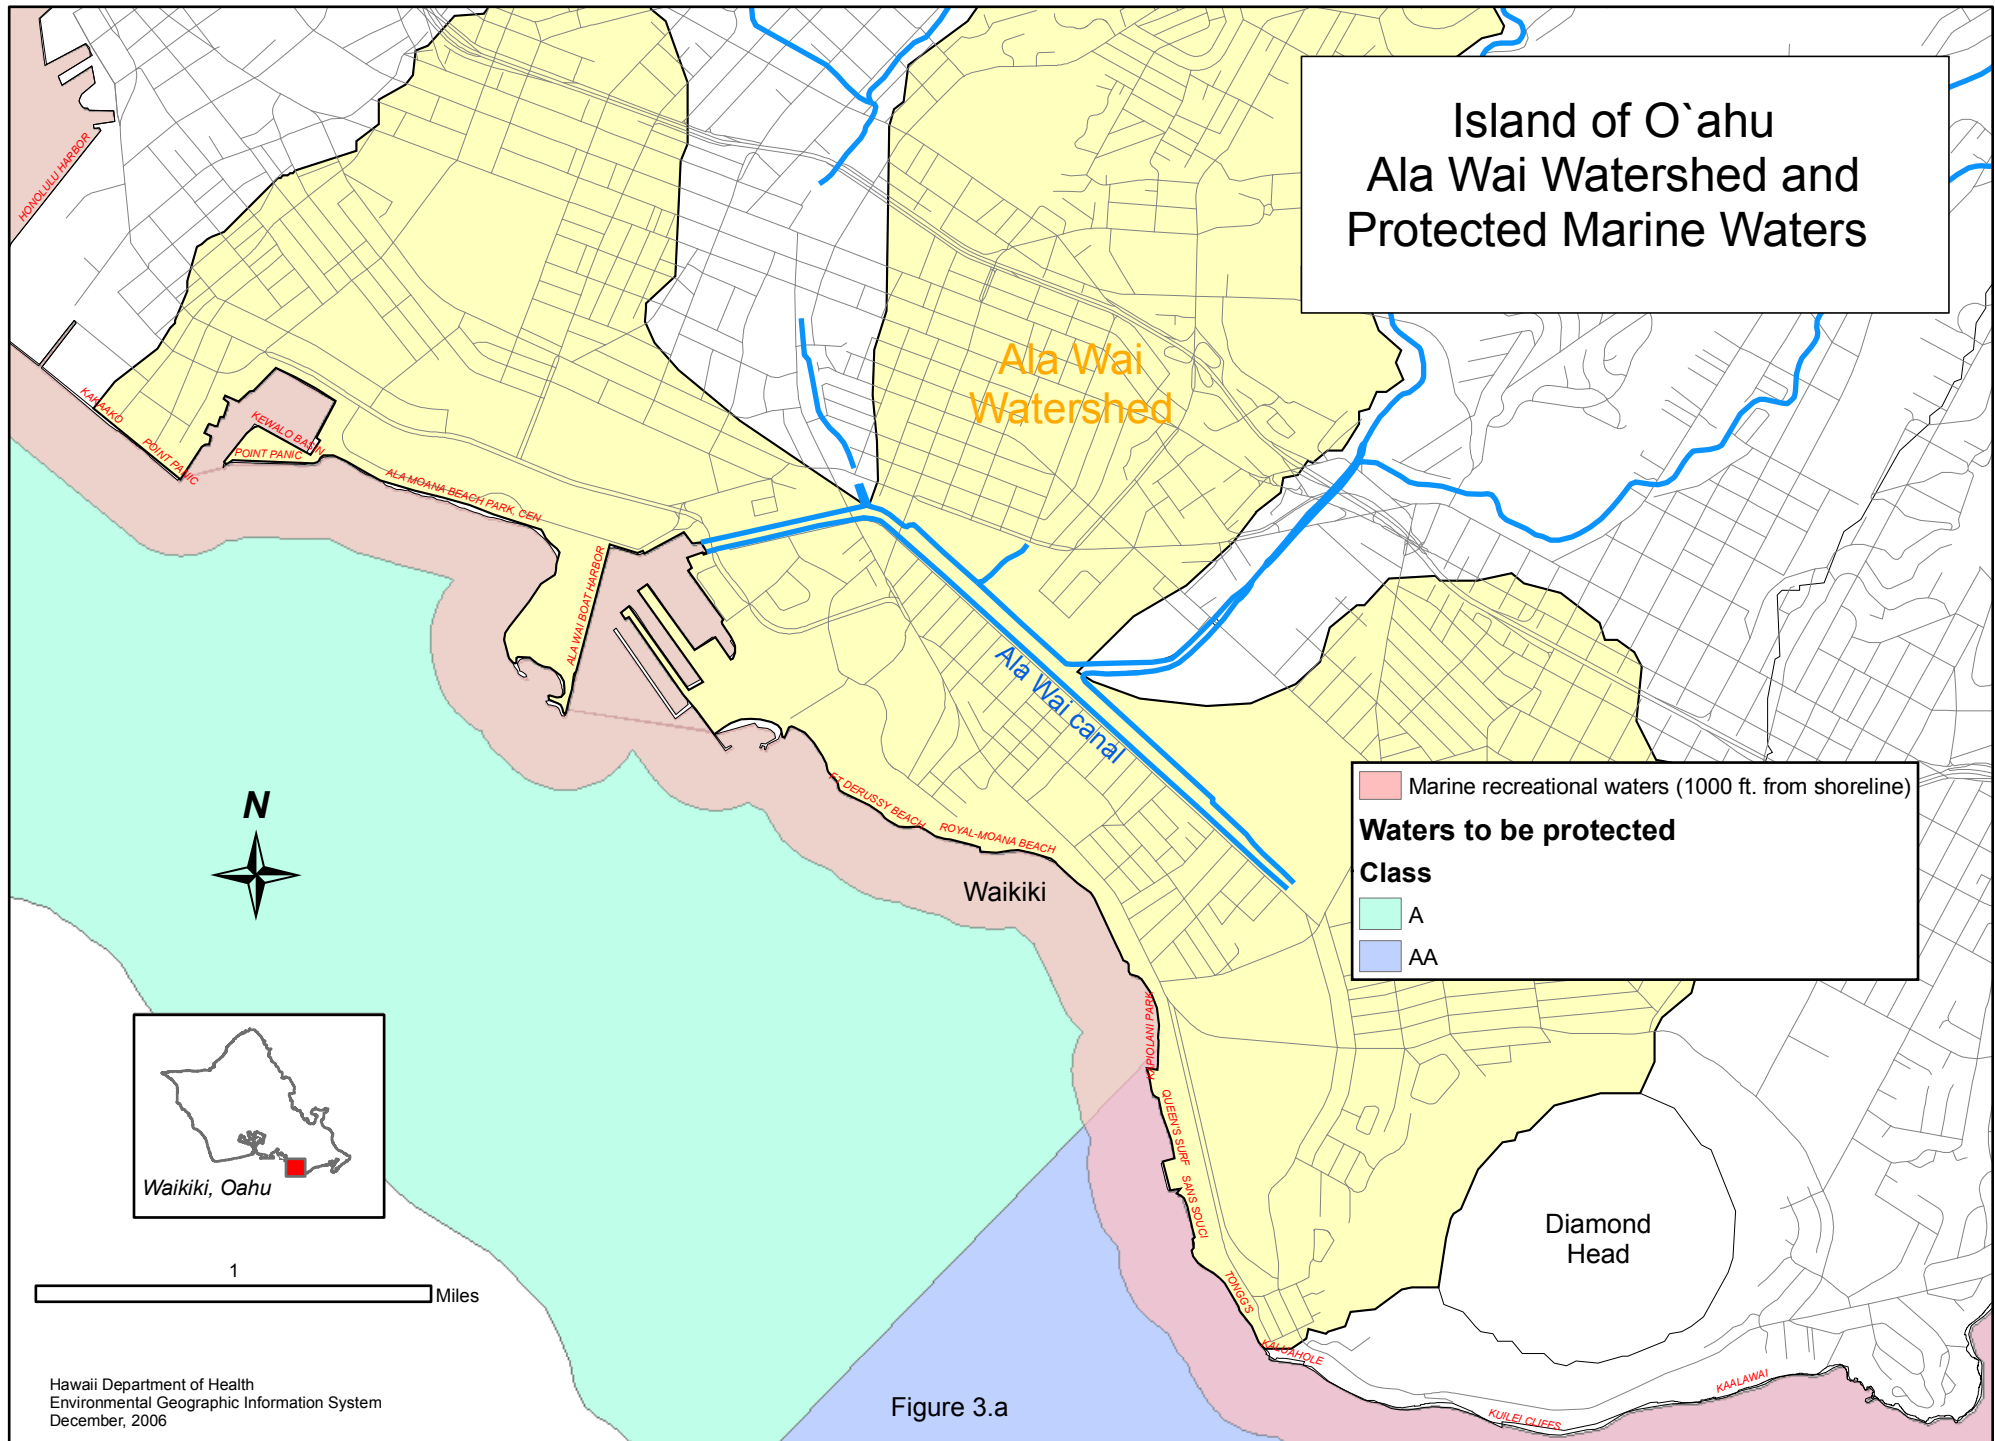 Island of O`ahu
Ala Wai Watershed and
Protected Marine Waters
HONOLULU HARBOR
Ala Wai
Watershed
KAKAAKO
POINT PANIC
KEWALO BASIN
POINT PANIC
ALA MOANA BEACH PARK, CEN
ALA WAI BOAT HARBOR
Ala Wai canal
FT DERUSSY BEACH
ROYAL-MOANA BEACH
Waikiki
Marine recreational waters (1000 ft. from shoreline)
Waters to be protected
Class
A
AA
N
KAPIOLANI PARK
QUEEN'S SURF
SANS SOUCI
TONGG'S
KALUAHOLE
KUILEI CLIFFS
KAALAWAI
Diamond
Head
Waikiki, Oahu
1
Miles
Hawaii Department of Health
Environmental Geographic Information System
December, 2006
Figure 3.a